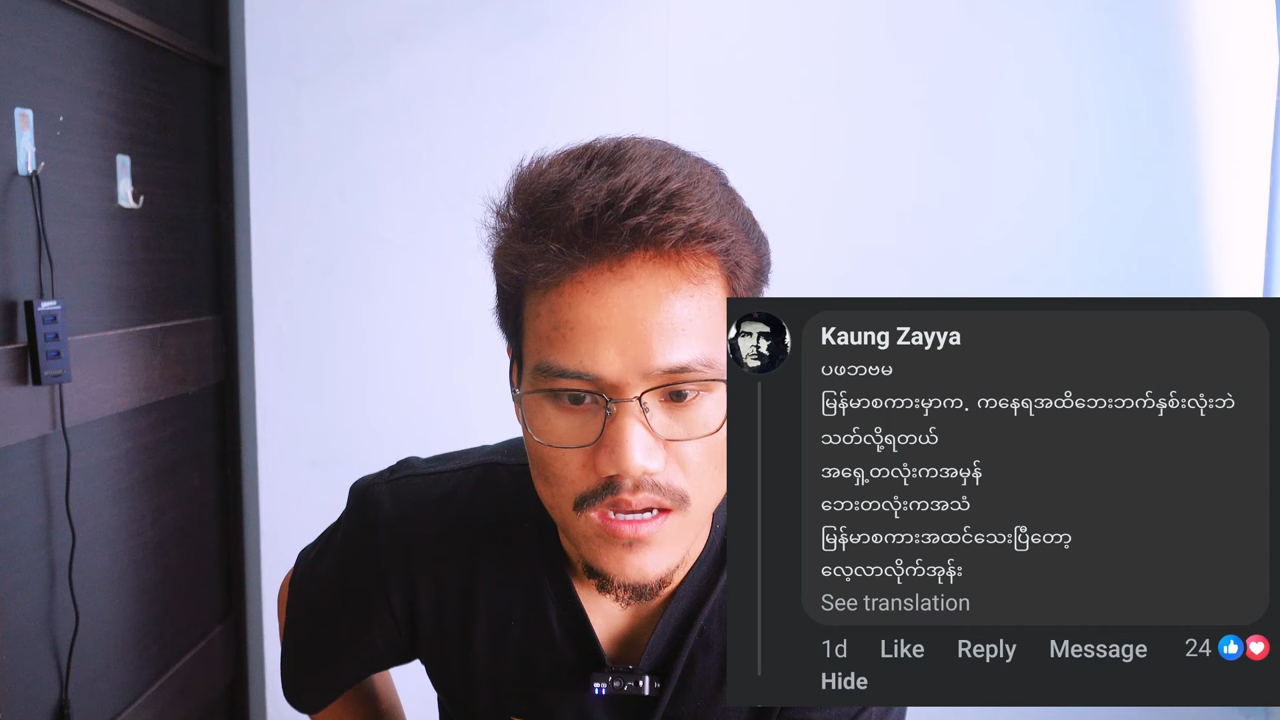 Kaung Zayya
ပဖဘဗမ
မြန်မာစကားမှာက. ကနေရအထိဘေးဘက်နှစ်လုံးဘဲ
သတ်လို့ရတယ်
အရှေ့တလုံးကအမှန်
ဘေးတလုံးကအသံ
မြန်မာစကားအထင်သေးပြီတော့
လေ့လာလိုက်အုန်း
See translation
1d Like Reply Message 24
Hide